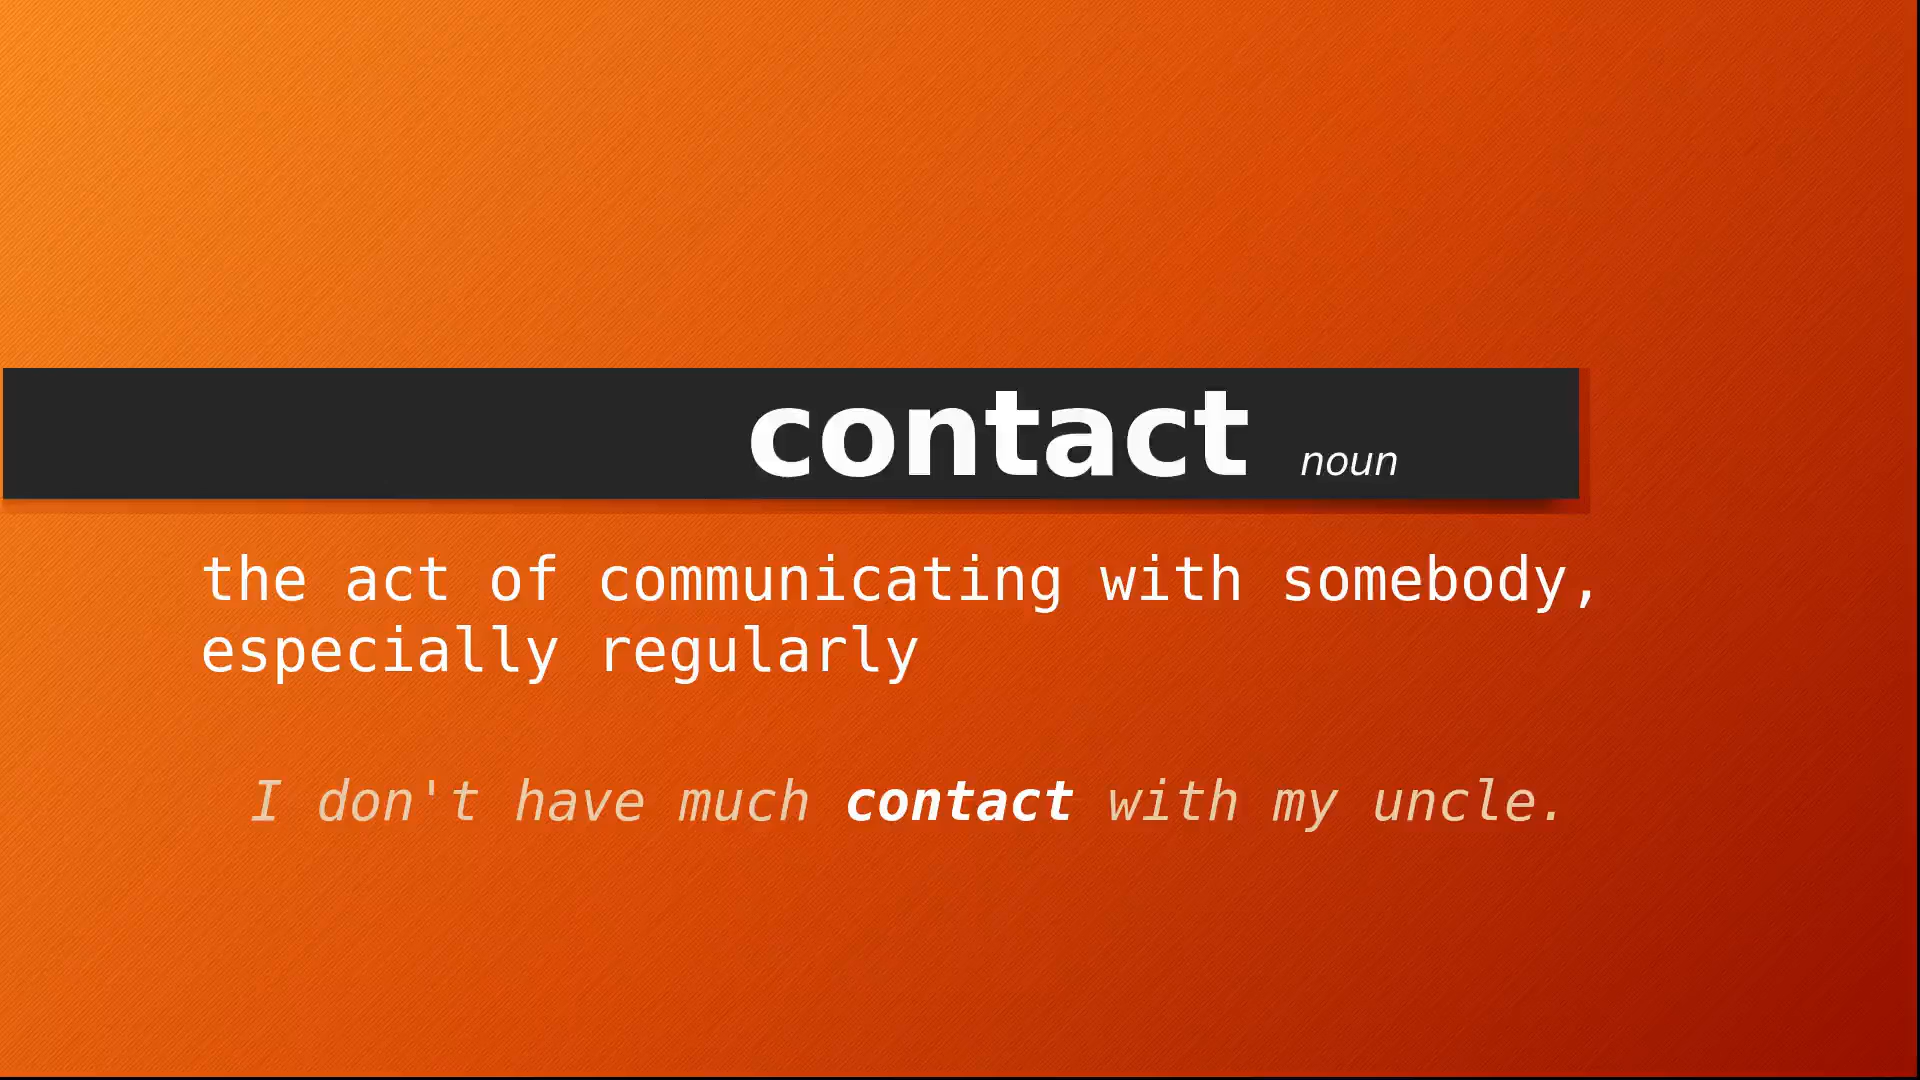 contact noun
the act of communicating with somebody,
especially regularly
I don't have much contact with my uncle.